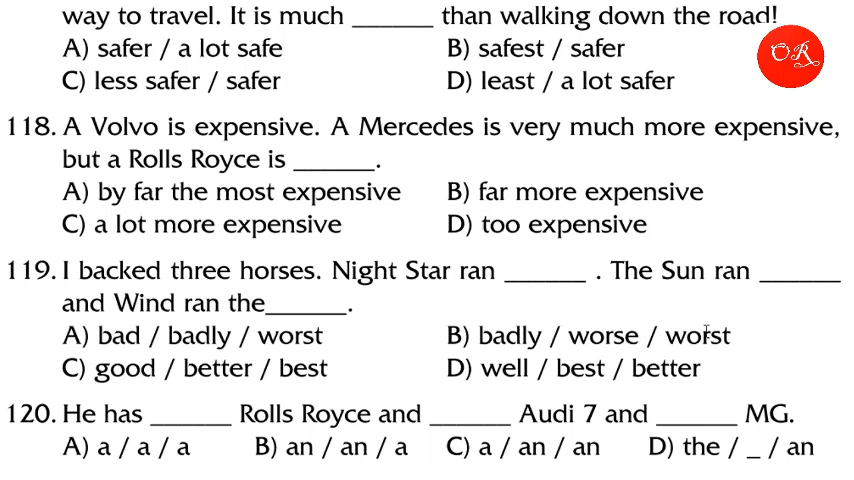 way to travel. It is much ______ than walking down the road!
A) safer / a lot safe B) safest / safer
C) less safer / safer D) least / a lot safer
OR
118. A Volvo is expensive. A Mercedes is very much more expensive,
but a Rolls Royce is ______.
A) by far the most expensive B) far more expensive
C) a lot more expensive D) too expensive
119. I backed three horses. Night Star ran ______ . The Sun ran ______
and Wind ran the______.
A) bad / badly / worst B) badly / worse / worst
C) good / better / best D) well / best / better
120. He has ______ Rolls Royce and ______ Audi 7 and ______ MG.
A) a / a / a B) an / an / a C) a / an / an D) the / _ / an